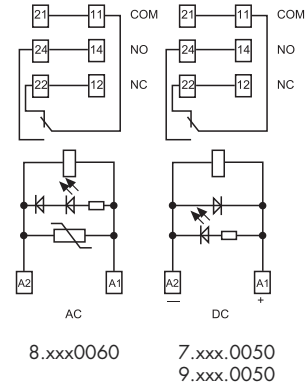 21 11 COM 21 11 COM
24 14 NO 24 14 NO
22 12 NC 22 12 NC
A2 A1 A2 A1
— +
AC DC
8.xxx0060 7.xxx.0050
9.xxx.0050